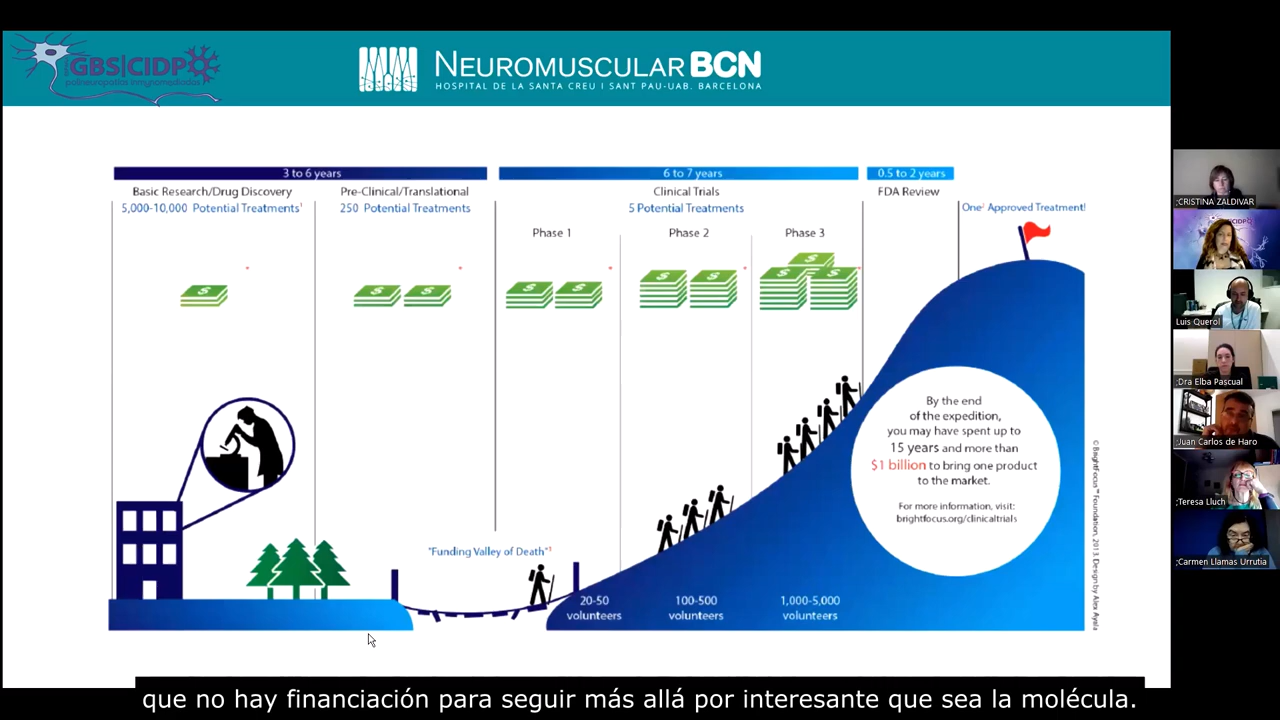 GBS|CIDP
polineuropatías inmunomediadas
NEUROMUSCULAR BCN
HOSPITAL DE LA SANTA CREU I SANT PAU-UAB. BARCELONA
3 to 6 years
6 to 7 years
0.5 to 2 years
Basic Research/Drug Discovery
Pre-Clinical/Translational
Clinical Trials
FDA Review
5,000-10,000 Potential Treatments¹
250 Potential Treatments
5 Potential Treatments
One² Approved Treatment!
Phase 1
Phase 2
Phase 3
By the end
of the expedition,
you may have spent up to
15 years and more than
$1 billion to bring one product
to the market.
For more information, visit:
brightfocus.org/clinicaltrials
"Funding Valley of Death"³
20-50
volunteers
100-500
volunteers
1,000-5,000
volunteers
© BrightFocus™ Foundation, 2013. Design by Alex Ayala
;CRISTINA ZALDIVAR
Luis Querol
;Dra Elba Pascual
;Juan Carlos de Haro
;Teresa Lluch
;Carmen Llamas Urrutia
que no hay financiación para seguir más allá por interesante que sea la molécula.